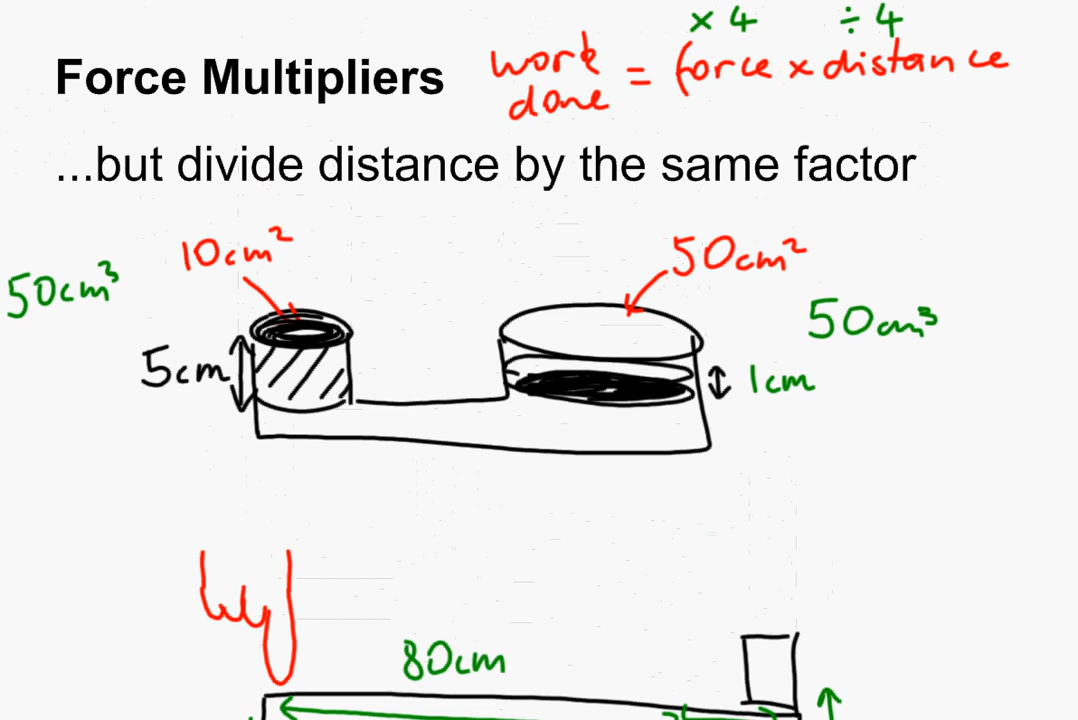 × 4 ÷ 4
Force Multipliers
work done = force × distance
...but divide distance by the same factor
10cm²
50cm²
50cm³
50cm³
5cm
1cm
80cm